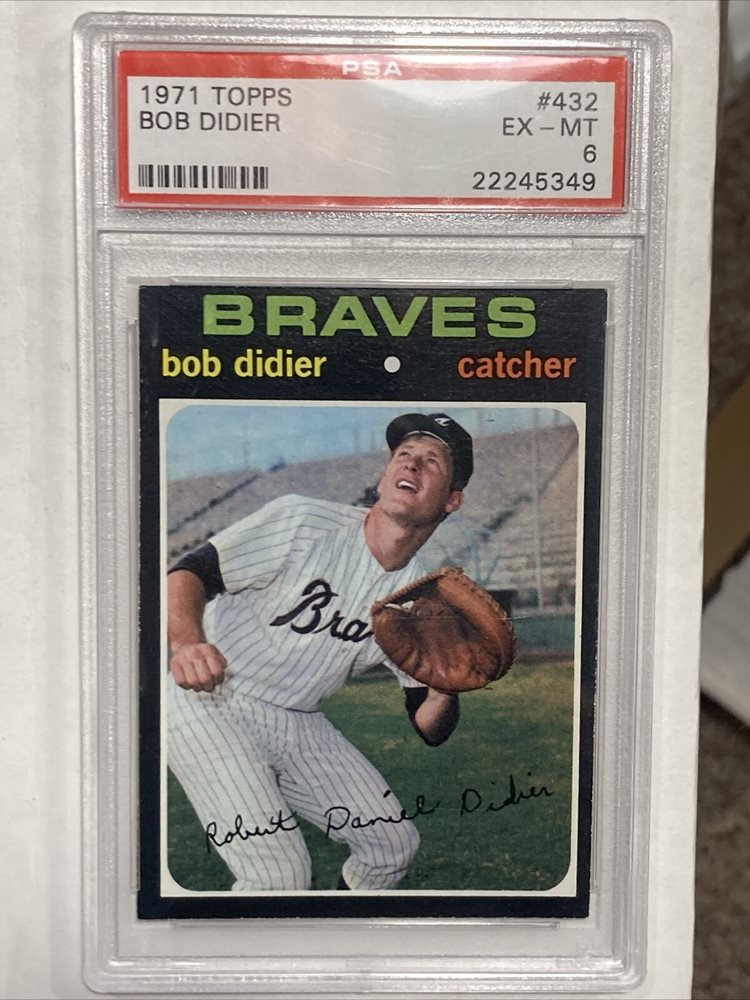 PSA
1971 TOPPS #432
BOB DIDIER EX - MT
6
22245349
BRAVES
bob didier catcher
a
Bra
Robert Daniel Didier